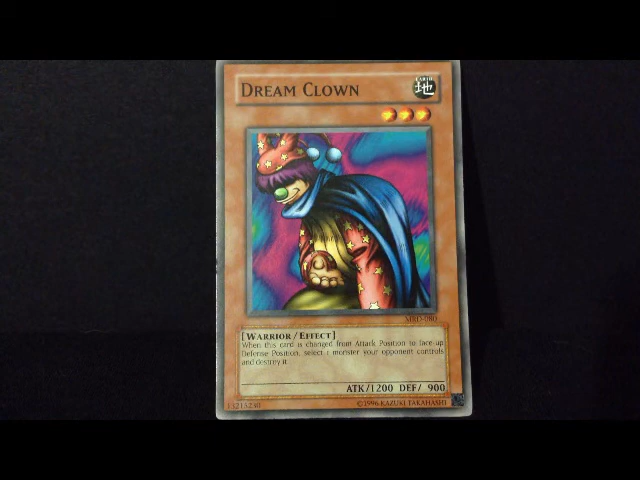 DREAM CLOWN
EARTH
地
MRD-080
[WARRIOR/EFFECT]
When this card is changed from Attack Position to face-up
Defense Position, select 1 monster your opponent controls
and destroy it.
ATK/1200 DEF/ 900
©1996 KAZUKI TAKAHASHI